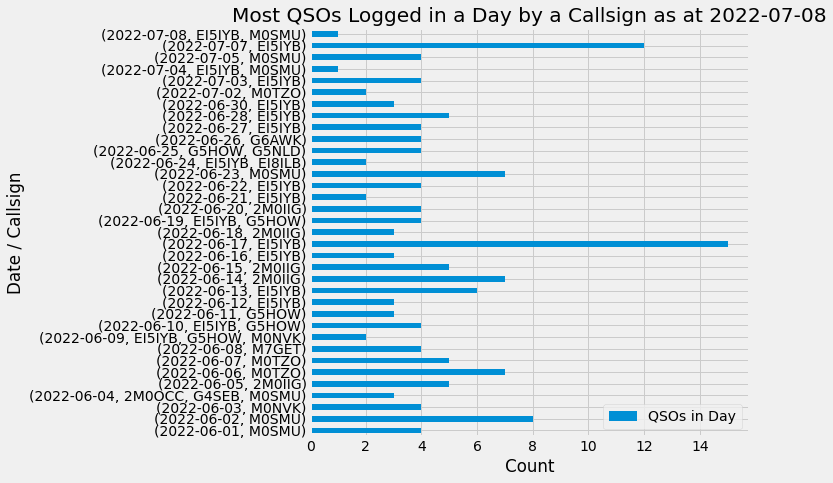 Most QSOs Logged in a Day by a Callsign as at 2022-07-08
(2022-07-08, EI5IYB, M0SMU)
(2022-07-07, EI5IYB)
(2022-07-05, M0SMU)
(2022-07-04, EI5IYB, M0SMU)
(2022-07-03, EI5IYB)
(2022-07-02, M0TZO)
(2022-06-30, EI5IYB)
(2022-06-28, EI5IYB)
(2022-06-27, EI5IYB)
(2022-06-26, G6AWK)
(2022-06-25, G5HOW, G5NLD)
(2022-06-24, EI5IYB, EI8ILB)
(2022-06-23, M0SMU)
(2022-06-22, EI5IYB)
(2022-06-21, EI5IYB)
(2022-06-20, 2M0IIG)
(2022-06-19, EI5IYB, G5HOW)
(2022-06-18, 2M0IIG)
(2022-06-17, EI5IYB)
(2022-06-16, EI5IYB)
(2022-06-15, 2M0IIG)
(2022-06-14, 2M0IIG)
(2022-06-13, EI5IYB)
(2022-06-12, EI5IYB)
(2022-06-11, G5HOW)
(2022-06-10, EI5IYB, G5HOW)
(2022-06-09, EI5IYB, G5HOW, M0NVK)
(2022-06-08, M7GET)
(2022-06-07, M0TZO)
(2022-06-06, M0TZO)
(2022-06-05, 2M0IIG)
(2022-06-04, 2M0OCC, G4SEB, M0SMU)
(2022-06-03, M0NVK)
(2022-06-02, M0SMU)
(2022-06-01, M0SMU)
Date / Callsign
QSOs in Day
0 2 4 6 8 10 12 14
Count